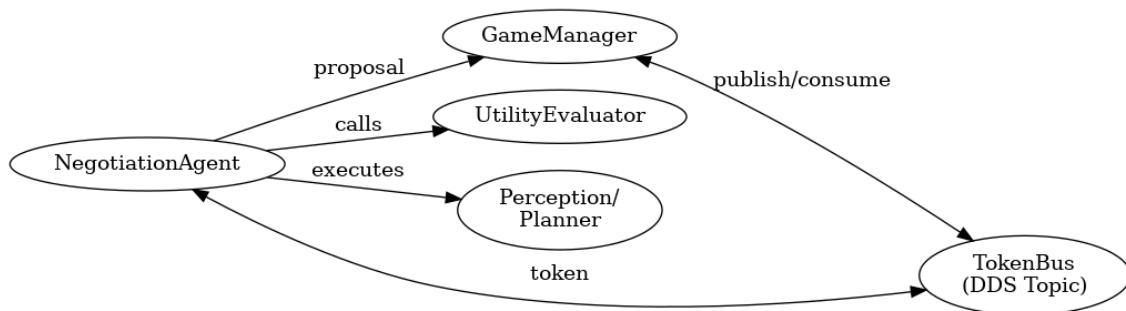 GameManager
proposal
publish/consume
UtilityEvaluator
calls
NegotiationAgent
executes
Perception/
Planner
token
TokenBus
(DDS Topic)